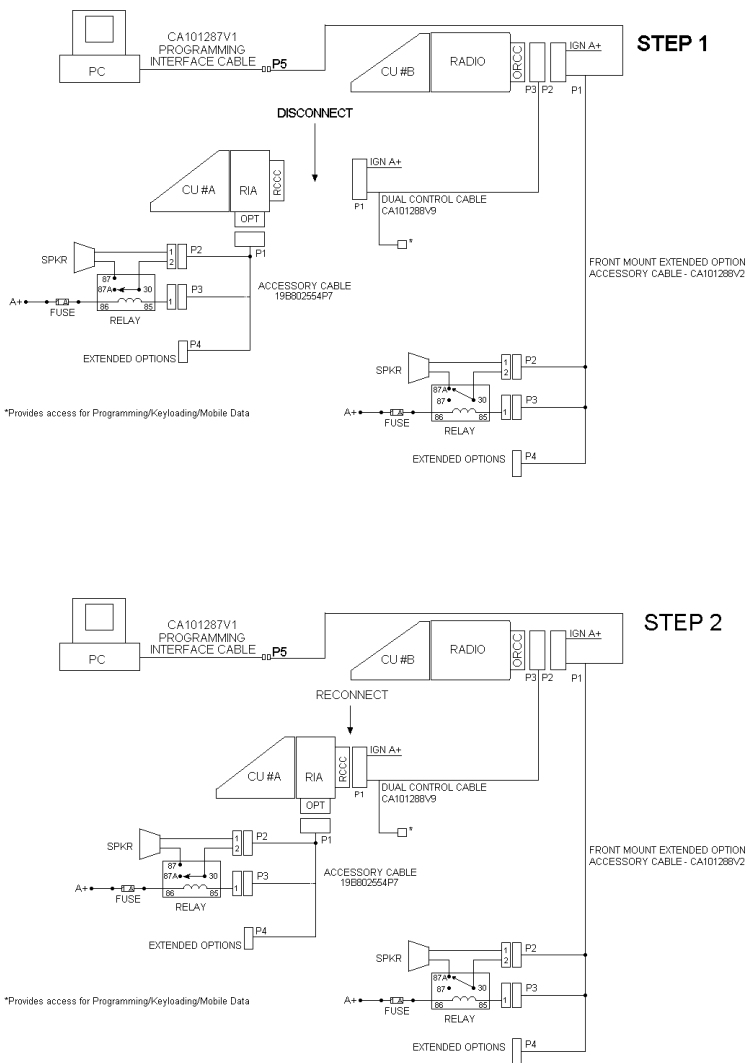 STEP 1
CA101287V1
PROGRAMMING
INTERFACE CABLE
P5
PC
CU #B
RADIO
ORCC
IGN A+
P3
P2
P1
DISCONNECT
CU #A
RIA
RCCC
OPT
IGN A+
P1
DUAL CONTROL CABLE
CA101288V9
*
P1
SPKR
1
2
P2
87
87A
30
A+
FUSE
86
85
RELAY
1
P3
ACCESSORY CABLE
19B802554P7
P4
EXTENDED OPTIONS
FRONT MOUNT EXTENDED OPTION
ACCESSORY CABLE - CA101288V2
SPKR
1
2
P2
87A
87
30
A+
FUSE
86
85
RELAY
1
P3
EXTENDED OPTIONS
P4
*Provides access for Programming/Keyloading/Mobile Data
STEP 2
CA101287V1
PROGRAMMING
INTERFACE CABLE
P5
PC
CU #B
RADIO
ORCC
IGN A+
P3
P2
P1
RECONNECT
CU #A
RIA
RCCC
OPT
IGN A+
P1
DUAL CONTROL CABLE
CA101288V9
*
P1
SPKR
1
2
P2
87
87A
30
A+
FUSE
86
85
RELAY
1
P3
ACCESSORY CABLE
19B802554P7
P4
EXTENDED OPTIONS
FRONT MOUNT EXTENDED OPTION
ACCESSORY CABLE - CA101288V2
SPKR
1
2
P2
87A
87
30
A+
FUSE
86
85
RELAY
1
P3
*Provides access for Programming/Keyloading/Mobile Data
EXTENDED OPTIONS
P4